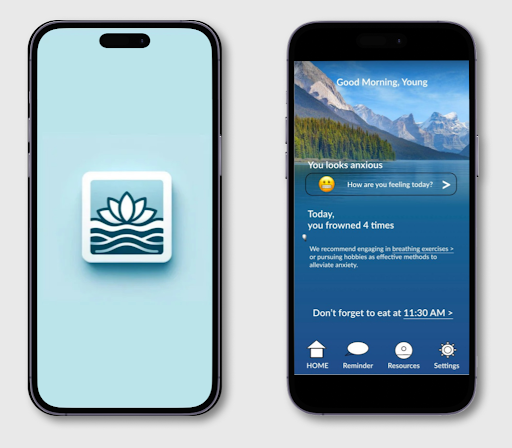 Good Morning, Young
You looks anxious
How are you feeling today? >
Today,
you frowned 4 times
We recommend engaging in breathing exercises >
or pursuing hobbies as effective methods to
alleviate anxiety.
Don't forget to eat at 11:30 AM >
HOME Reminder Resources Settings